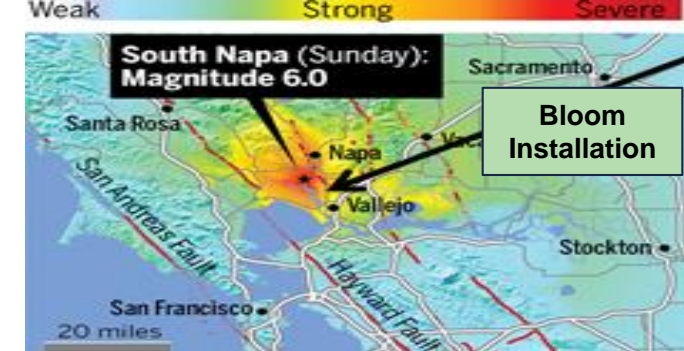 Weak Strong Severe
South Napa (Sunday):
Magnitude 6.0
Sacramento
Bloom
Installation
Santa Rosa
Napa
Vallejo
San Andreas Fault
Stockton
Hayward Fault
San Francisco
20 miles